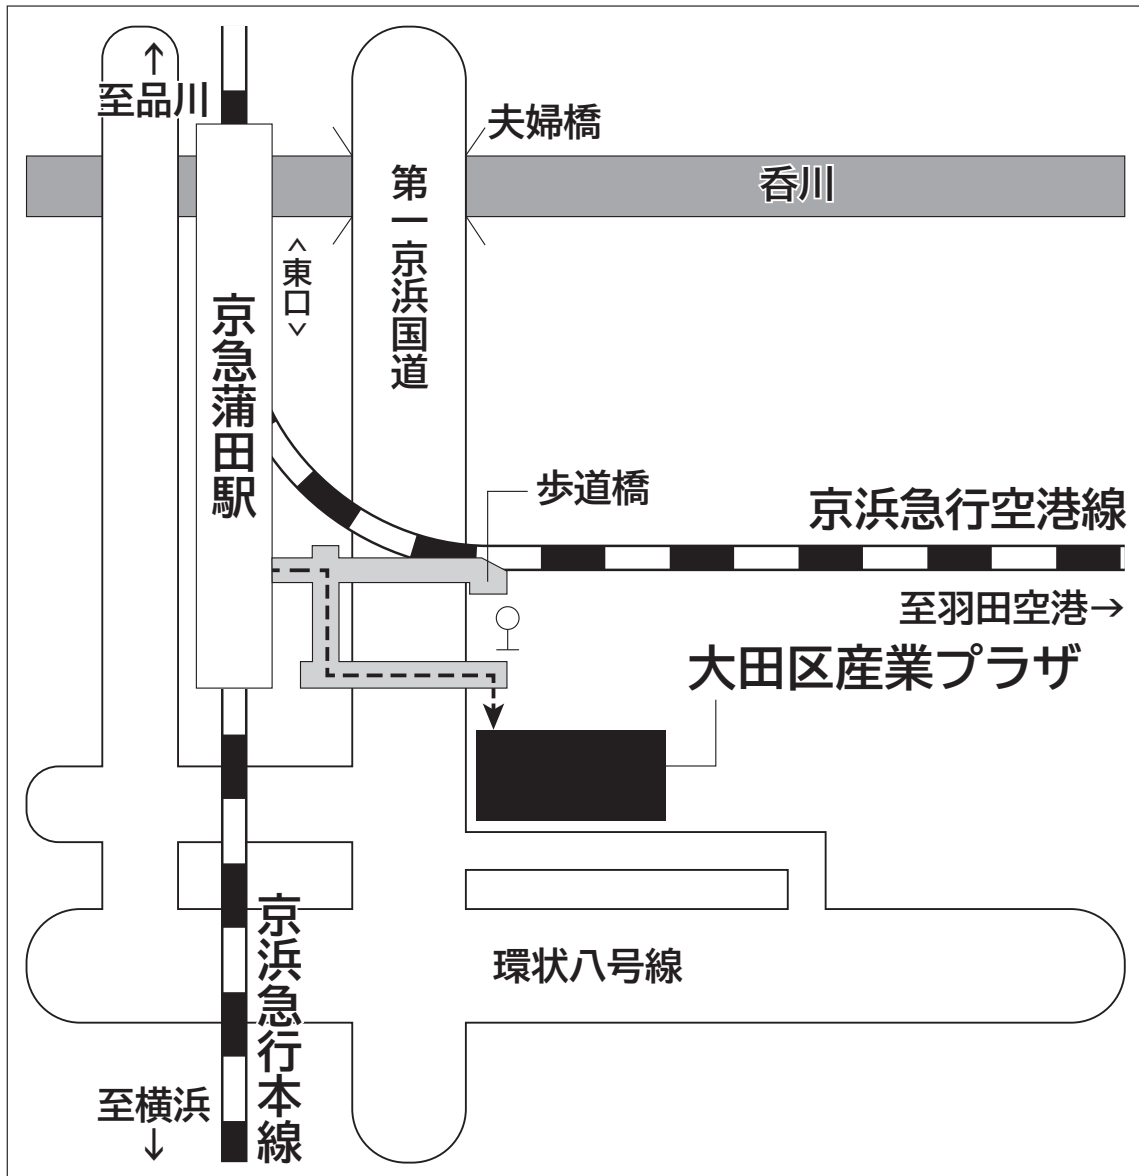 ↑
至品川
夫婦橋
呑川
第一京浜国道
<東口>
京急蒲田駅
歩道橋
京浜急行空港線
至羽田空港→
大田区産業プラザ
環状八号線
京浜急行本線
至横浜
↓